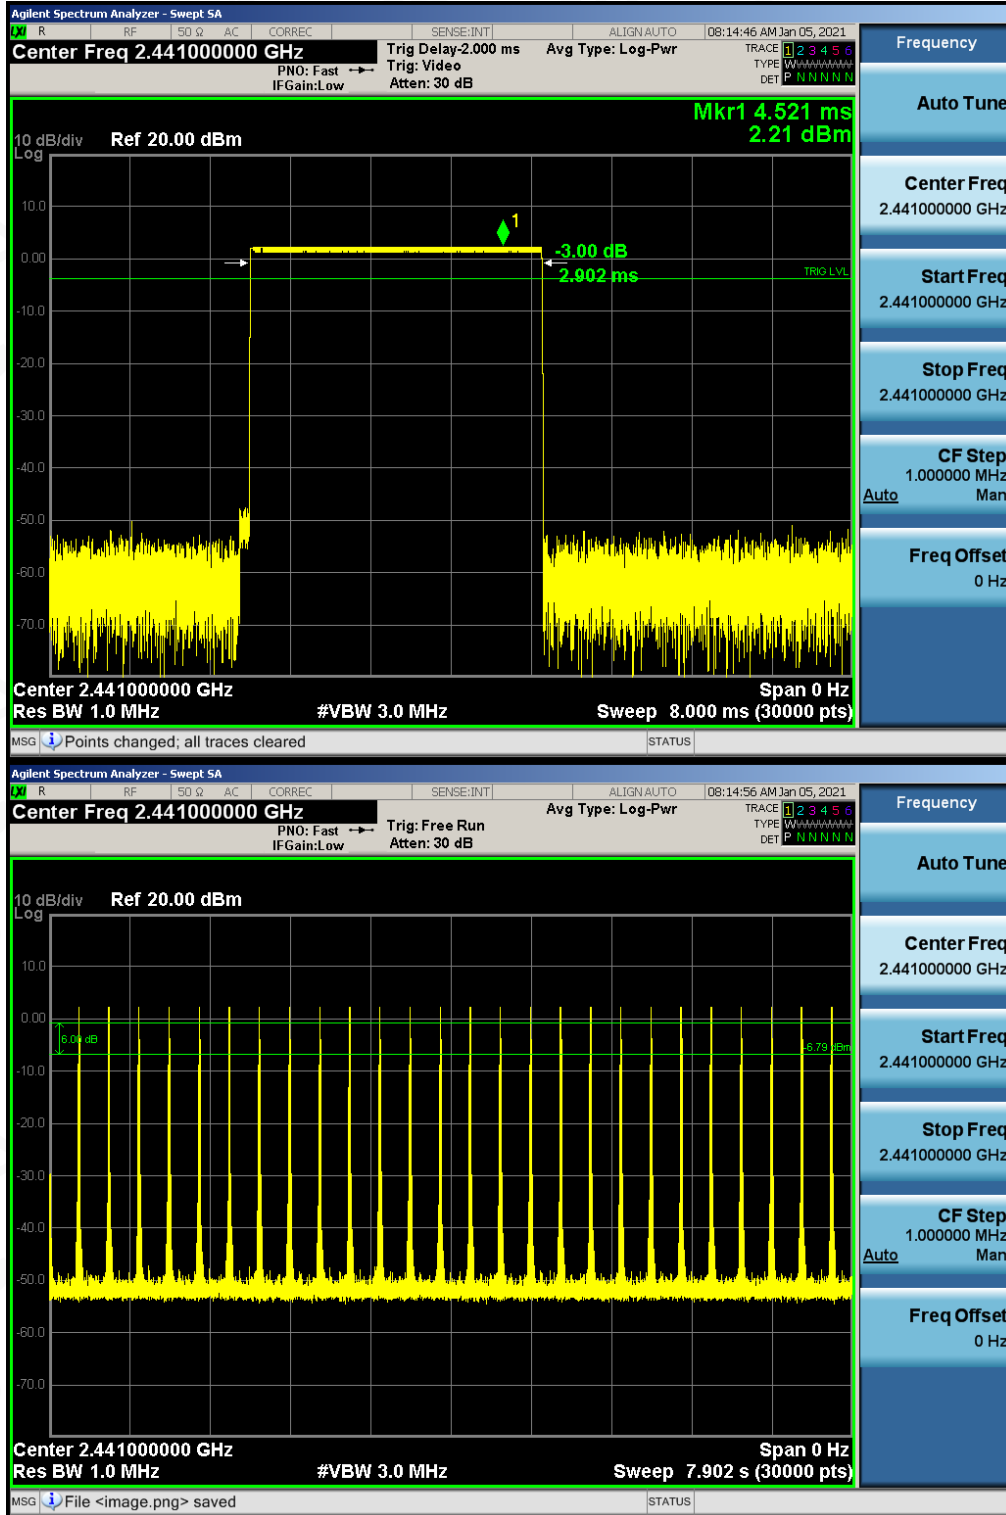 Agilent Spectrum Analyzer - Swept SA
LXI R RF 50 Ω AC CORREC SENSE:INT ALIGN AUTO 08:14:46 AM Jan 05, 2021
Center Freq 2.441000000 GHz
PNO: Fast
IFGain:Low
Trig Delay-2.000 ms
Trig: Video
Atten: 30 dB
Avg Type: Log-Pwr
TRACE 1 2 3 4 5 6
TYPE WWWWWW
DET P N N N N N
Frequency
Auto Tune
Center Freq
2.441000000 GHz
Start Freq
2.441000000 GHz
Stop Freq
2.441000000 GHz
CF Step
1.000000 MHz
Auto Man
Freq Offset
0 Hz
Mkr1 4.521 ms
2.21 dBm
10 dB/div Ref 20.00 dBm
Log
10.0
0.00
-10.0
-20.0
-30.0
-40.0
-50.0
-60.0
-70.0
1
-3.00 dB
2.902 ms
TRIG LVL
Center 2.441000000 GHz Span 0 Hz
Res BW 1.0 MHz #VBW 3.0 MHz Sweep 8.000 ms (30000 pts)
MSG Points changed; all traces cleared STATUS
Agilent Spectrum Analyzer - Swept SA
LXI R RF 50 Ω AC CORREC SENSE:INT ALIGN AUTO 08:14:56 AM Jan 05, 2021
Center Freq 2.441000000 GHz
PNO: Fast
IFGain:Low
Trig: Free Run
Atten: 30 dB
Avg Type: Log-Pwr
TRACE 1 2 3 4 5 6
TYPE WWWWWW
DET P N N N N N
Frequency
Auto Tune
Center Freq
2.441000000 GHz
Start Freq
2.441000000 GHz
Stop Freq
2.441000000 GHz
CF Step
1.000000 MHz
Auto Man
Freq Offset
0 Hz
10 dB/div Ref 20.00 dBm
Log
10.0
0.00
-10.0
-20.0
-30.0
-40.0
-50.0
-60.0
-70.0
6.00 dB
-6.79 dBm
Center 2.441000000 GHz Span 0 Hz
Res BW 1.0 MHz #VBW 3.0 MHz Sweep 7.902 s (30000 pts)
MSG File <image.png> saved STATUS